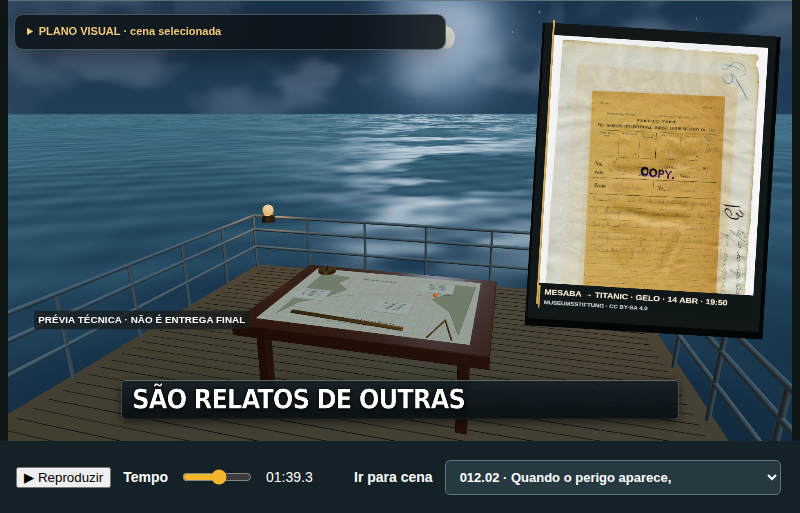 ▶ PLANO VISUAL · cena selecionada
COPY.
MESABA → TITANIC · GELO · 14 ABR · 19:50
MUSEUMSSTIFTUNG · CC BY-SA 4.0
PRÉVIA TÉCNICA · NÃO É ENTREGA FINAL
SÃO RELATOS DE OUTRAS
▶ Reproduzir Tempo 01:39.3 Ir para cena 012.02 · Quando o perigo aparece,